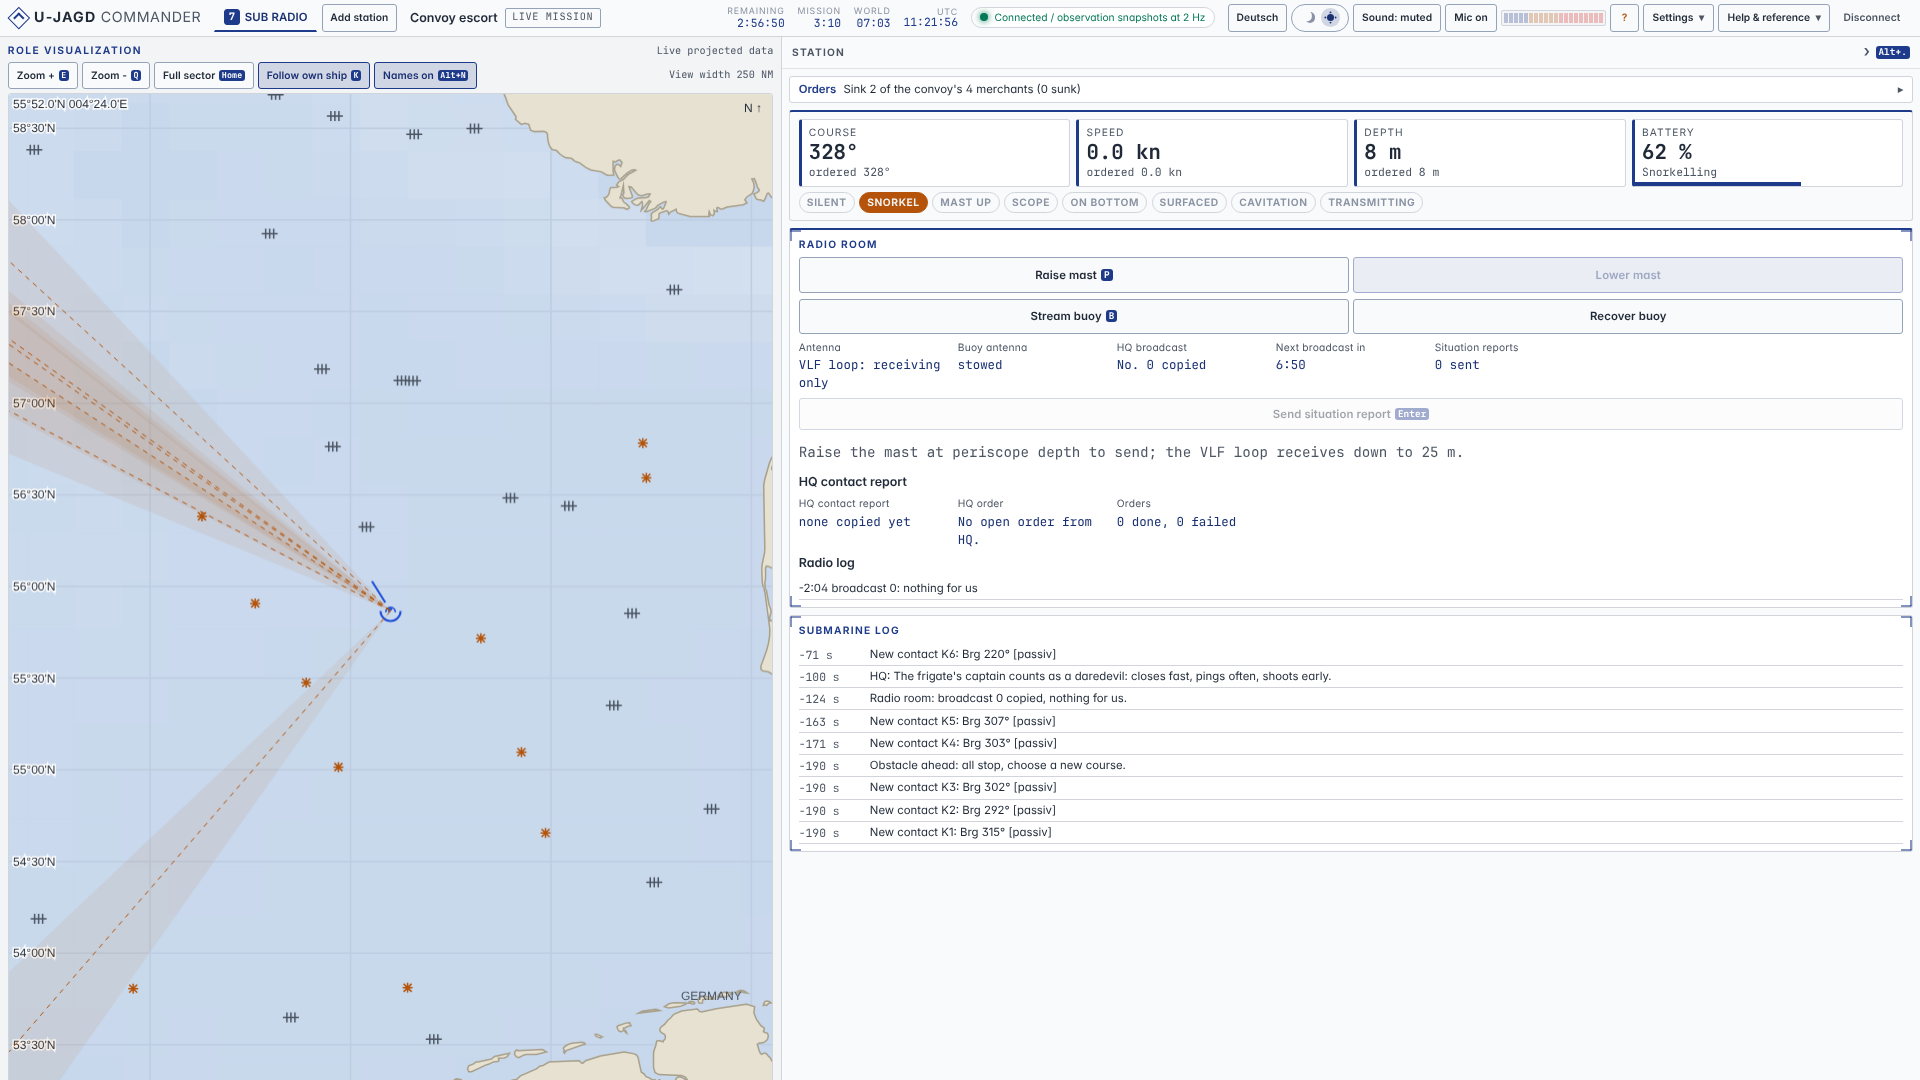 U-JAGD COMMANDER
7 SUB RADIO
Add station
Convoy escort
LIVE MISSION
REMAINING
2:56:50
MISSION
3:10
WORLD
07:03
UTC
11:21:56
Connected / observation snapshots at 2 Hz
Deutsch
Sound: muted
Mic on
?
Settings ▾
Help & reference ▾
Disconnect
ROLE VISUALIZATION
Live projected data
Zoom + E
Zoom - Q
Full sector Home
Follow own ship K
Names on Alt+N
View width 250 NM
55°52.0'N 004°24.0'E
N ↑
58°30'N
58°00'N
57°30'N
57°00'N
56°30'N
56°00'N
55°30'N
55°00'N
54°30'N
54°00'N
53°30'N
GERMANY
STATION
› Alt+.
Orders Sink 2 of the convoy's 4 merchants (0 sunk) ▸
COURSE
328°
ordered 328°
SPEED
0.0 kn
ordered 0.0 kn
DEPTH
8 m
ordered 8 m
BATTERY
62 %
Snorkelling
SILENT
SNORKEL
MAST UP
SCOPE
ON BOTTOM
SURFACED
CAVITATION
TRANSMITTING
RADIO ROOM
Raise mast P
Lower mast
Stream buoy B
Recover buoy
Antenna
VLF loop: receiving
only
Buoy antenna
stowed
HQ broadcast
No. 0 copied
Next broadcast in
6:50
Situation reports
0 sent
Send situation report Enter
Raise the mast at periscope depth to send; the VLF loop receives down to 25 m.
HQ contact report
HQ contact report
none copied yet
HQ order
No open order from
HQ.
Orders
0 done, 0 failed
Radio log
-2:04 broadcast 0: nothing for us
SUBMARINE LOG
-71 s New contact K6: Brg 220° [passiv]
-100 s HQ: The frigate's captain counts as a daredevil: closes fast, pings often, shoots early.
-124 s Radio room: broadcast 0 copied, nothing for us.
-163 s New contact K5: Brg 307° [passiv]
-171 s New contact K4: Brg 303° [passiv]
-190 s Obstacle ahead: all stop, choose a new course.
-190 s New contact K3: Brg 302° [passiv]
-190 s New contact K2: Brg 292° [passiv]
-190 s New contact K1: Brg 315° [passiv]